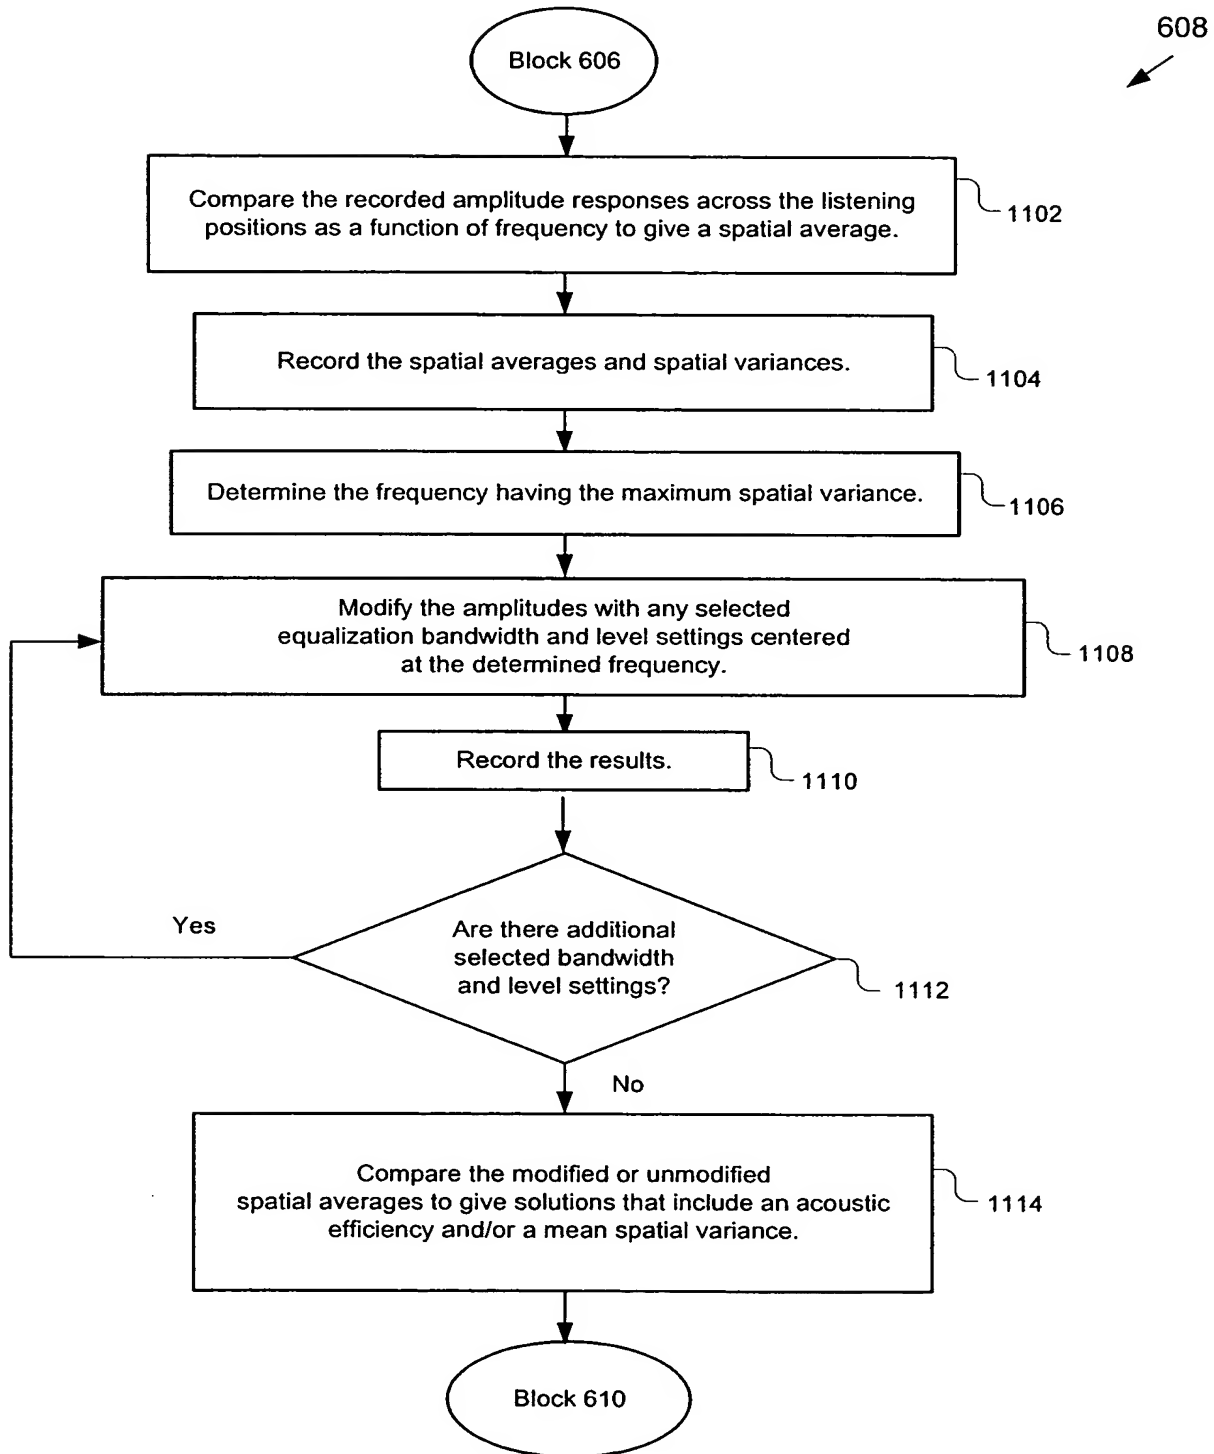 608
Block 606
Compare the recorded amplitude responses across the listening
positions as a function of frequency to give a spatial average.
1102
Record the spatial averages and spatial variances.
1104
Determine the frequency having the maximum spatial variance.
1106
Modify the amplitudes with any selected
equalization bandwidth and level settings centered
at the determined frequency.
1108
Record the results.
1110
Yes
Are there additional
selected bandwidth
and level settings?
1112
No
Compare the modified or unmodified
spatial averages to give solutions that include an acoustic
efficiency and/or a mean spatial variance.
1114
Block 610